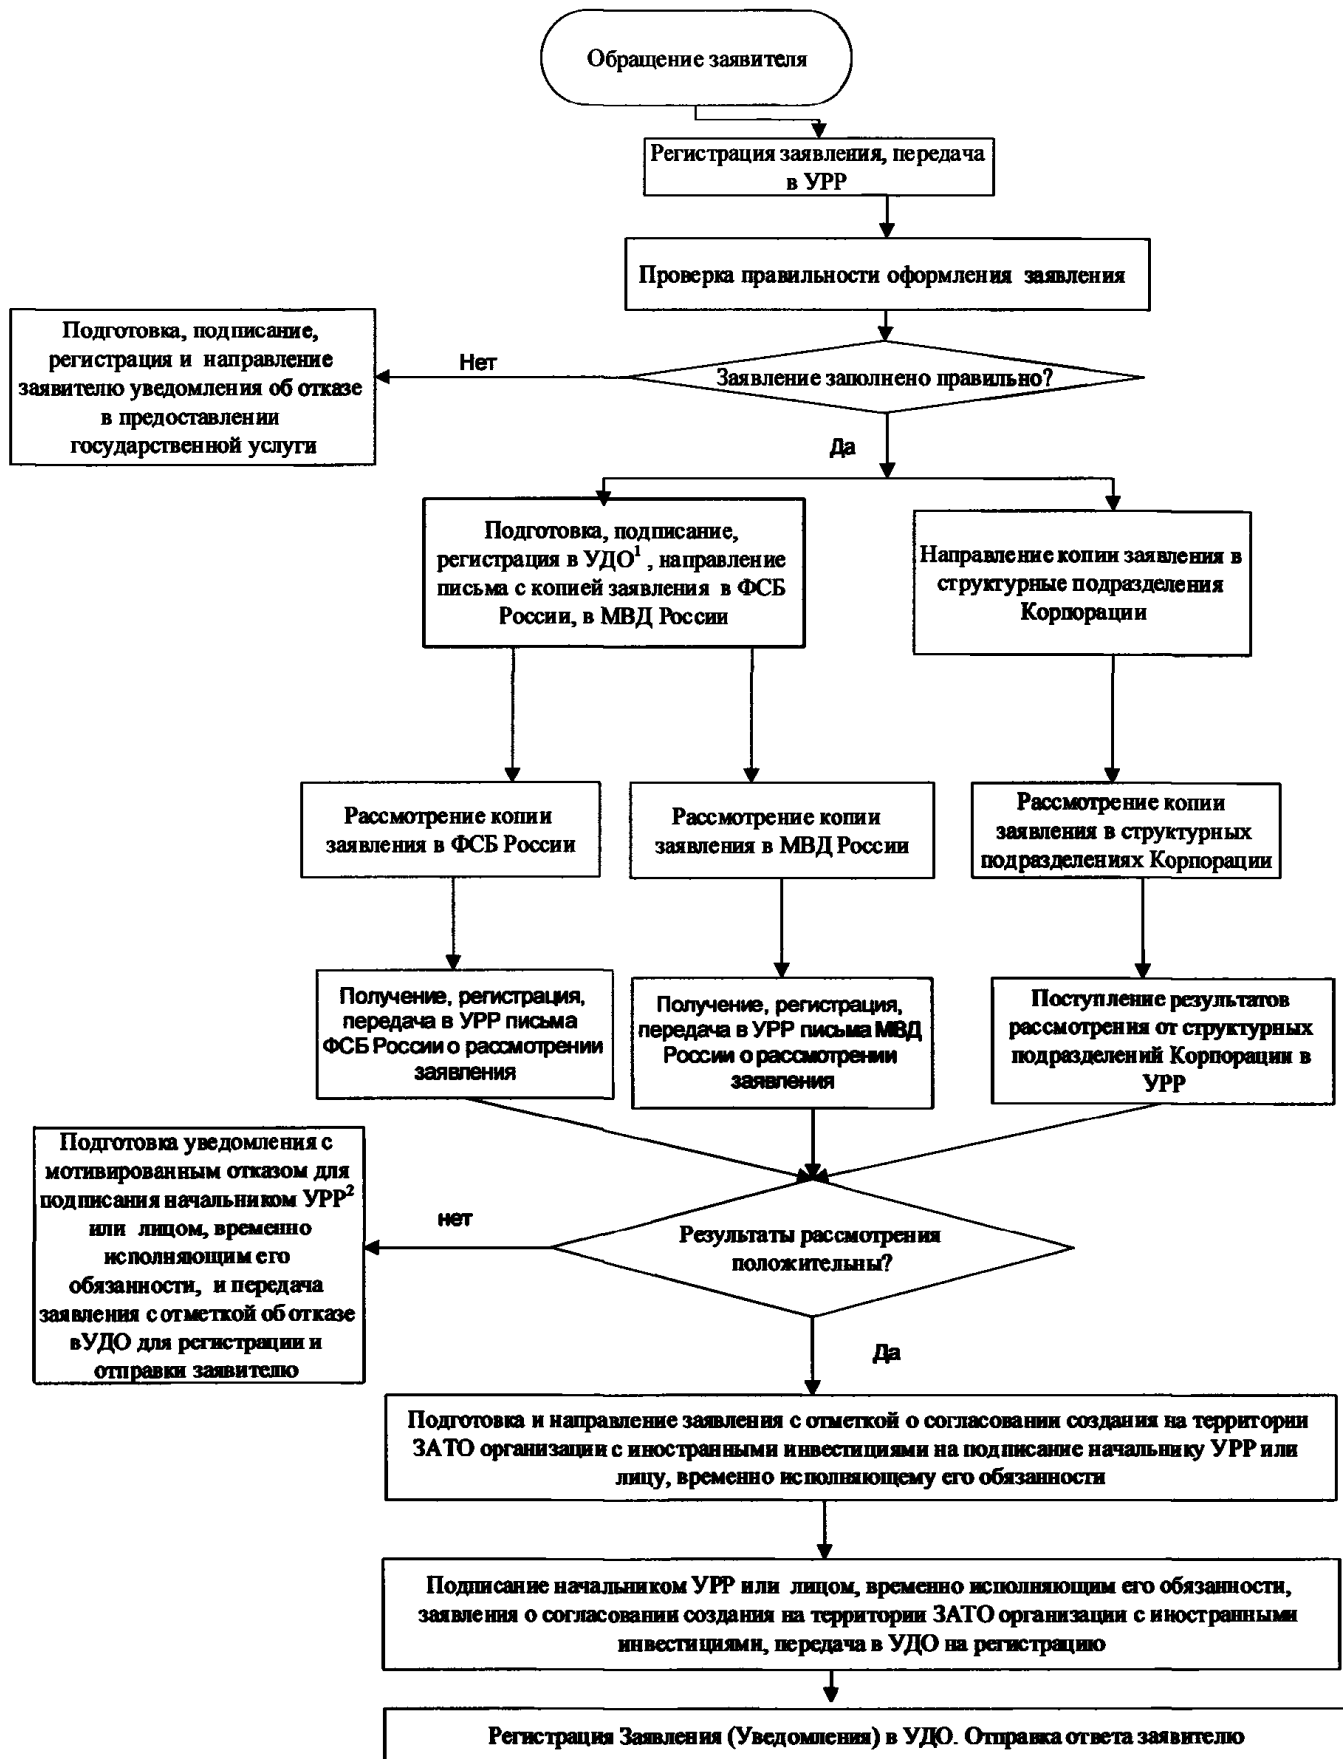 Обращение заявителя
Регистрация заявления, передача
в УРР
Проверка правильности оформления заявления
Подготовка, подписание,
регистрация и направление
заявителю уведомления об отказе
в предоставлении
государственной услуги
Нет
Заявление заполнено правильно?
Да
Подготовка, подписание,
регистрация в УДО¹ , направление
письма с копией заявления в ФСБ
России, в МВД России
Направление копии заявления в
структурные подразделения
Корпорации
Рассмотрение копии
заявления в ФСБ России
Рассмотрение копии
заявления в МВД России
Рассмотрение копии
заявления в структурных
подразделениях Корпорации
Получение, регистрация,
передача в УРР письма
ФСБ России о рассмотрении
заявления
Получение, регистрация,
передача в УРР письма МВД
России о рассмотрении
заявления
Поступление результатов
рассмотрения от структурных
подразделений Корпорации в
УРР
Подготовка уведомления с
мотивированным отказом для
подписания начальником УРР²
или лицом, временно
исполняющим его
обязанности, и передача
заявления с отметкой об отказе
вУДО для регистрации и
отправки заявителю
нет
Результаты рассмотрения
положительны?
Да
Подготовка и направление заявления с отметкой о согласовании создания на территории
ЗАТО организации с иностранными инвестициями на подписание начальнику УРР или
лицу, временно исполняющему его обязанности
Подписание начальником УРР или лицом, временно исполняющим его обязанности,
заявления о согласовании создания на территории ЗАТО организации с иностранными
инвестициями, передача в УДО на регистрацию
Регистрация Заявления (Уведомления) в УДО. Отправка ответа заявителю